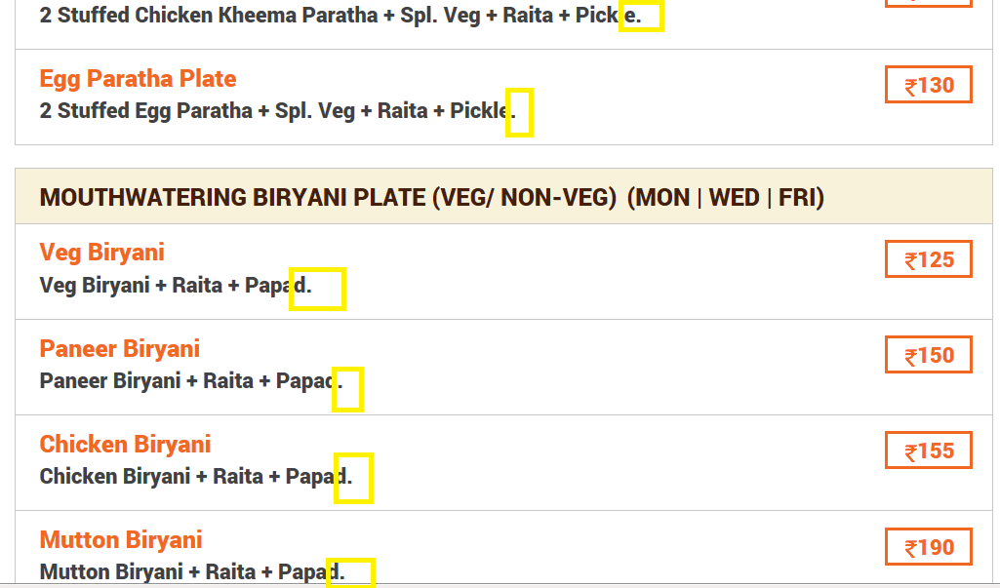 2 Stuffed Chicken Kheema Paratha + Spl. Veg + Raita + Pickle.
Egg Paratha Plate
₹130
2 Stuffed Egg Paratha + Spl. Veg + Raita + Pickle.
MOUTHWATERING BIRYANI PLATE (VEG/ NON-VEG) (MON | WED | FRI)
Veg Biryani
₹125
Veg Biryani + Raita + Papad.
Paneer Biryani
₹150
Paneer Biryani + Raita + Papad.
Chicken Biryani
₹155
Chicken Biryani + Raita + Papad.
Mutton Biryani
₹190
Mutton Biryani + Raita + Papad.